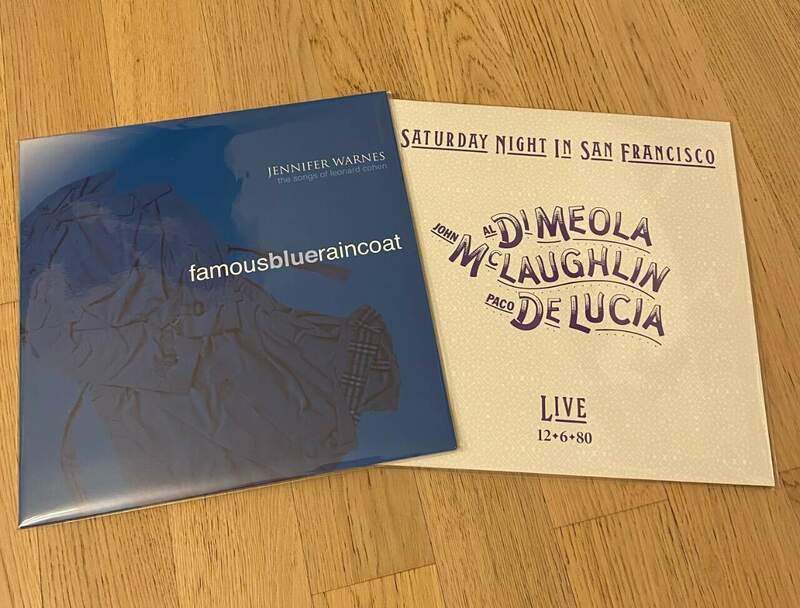 JENNIFER WARNES
the songs of leonard cohen
famousblueraincoat
SATURDAY NIGHT IN SAN FRANCISCO
AL DI MEOLA
JOHN MCLAUGHLIN
PACO DE LUCIA
LIVE
12✦6✦80